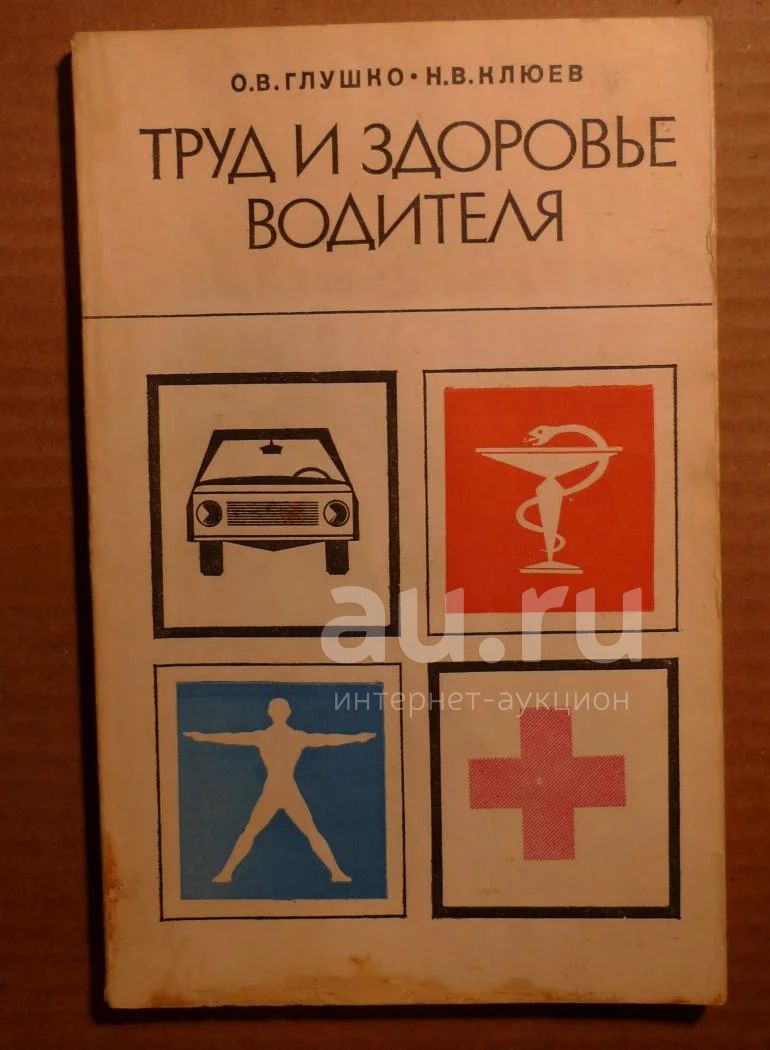 О.В.ГЛУШКО·Н.В.КЛЮЕВ
ТРУД И ЗДОРОВЬЕ
ВОДИТЕЛЯ
au.ru
интернет-аукцион